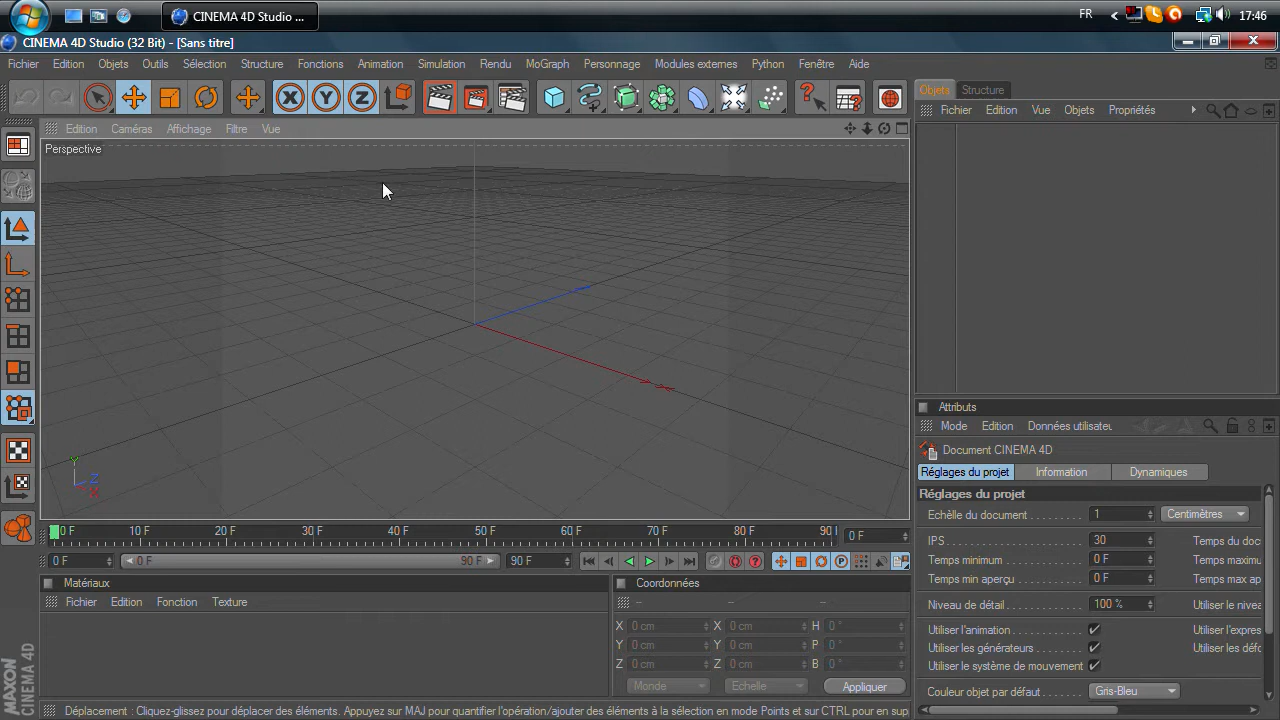 CINEMA 4D Studio ...
FR
17:46
CINEMA 4D Studio (32 Bit) - [Sans titre]
Fichier Edition Objets Outils Sélection Structure Fonctions Animation Simulation Rendu MoGraph Personnage Modules externes Python Fenêtre Aide
X Y Z
Objets Structure
Fichier Edition Vue Objets Propriétés
Edition Caméras Affichage Filtre Vue
Perspective
Y
Z
X
Attributs
Mode Edition Données utilisateu
Document CINEMA 4D
Réglages du projet Information Dynamiques
Réglages du projet
Echelle du document 1 Centimètres
IPS 30 Temps du doc
Temps minimum 0 F Temps maximu
Temps min aperçu 0 F Temps max ap
Niveau de détail 100 % Utiliser le nivea
Utiliser l'animation Utiliser l'expres
Utiliser les générateurs Utiliser les défo
Utiliser le système de mouvement
Couleur objet par défaut Gris-Bleu
0 F 10 F 20 F 30 F 40 F 50 F 60 F 70 F 80 F 90 F
0 F
0 F 0 F 90 F 90 F
Matériaux
Fichier Edition Fonction Texture
Coordonnées
-- -- --
X 0 cm X 0 cm H 0 °
Y 0 cm Y 0 cm P 0 °
Z 0 cm Z 0 cm B 0 °
Monde Echelle Appliquer
MAXON
CINEMA 4D
Déplacement : Cliquez-glissez pour déplacer des éléments. Appuyez sur MAJ pour quantifier l'opération/ajouter des éléments à la sélection en mode Points et sur CTRL pour en sup